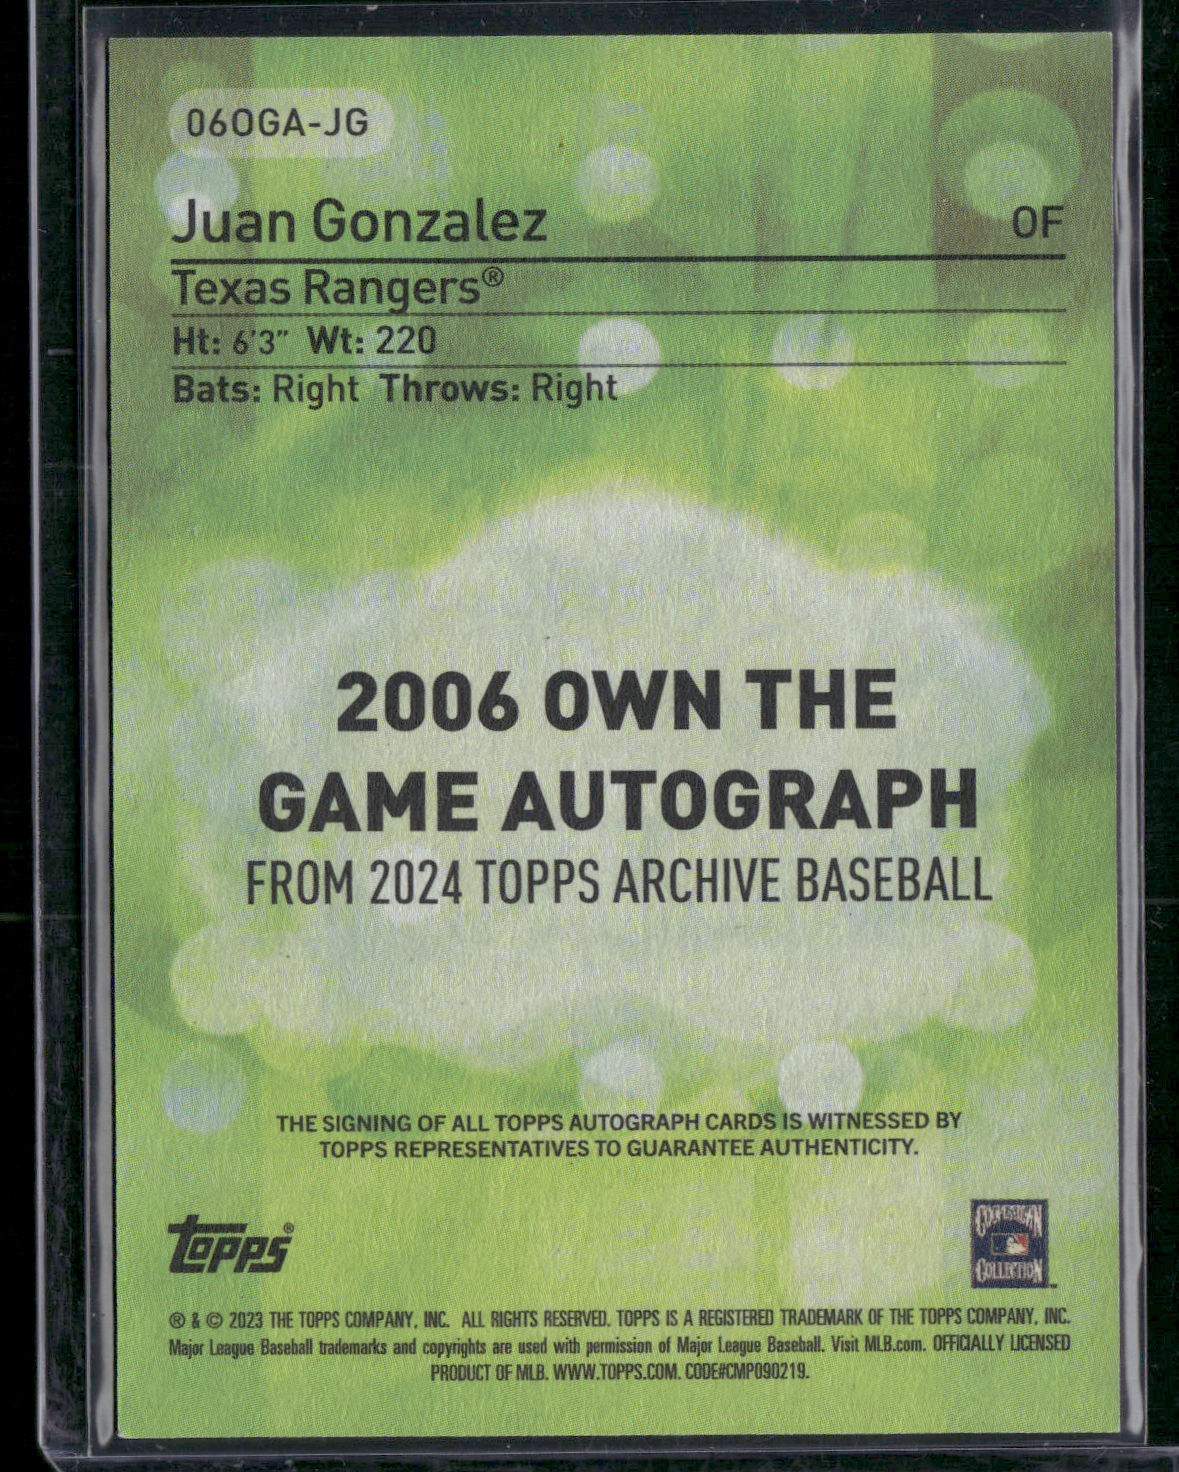 06OGA-JG
Juan Gonzalez OF
Texas Rangers®
Ht: 6'3" Wt: 220
Bats: Right Throws: Right
2006 OWN THE
GAME AUTOGRAPH
FROM 2024 TOPPS ARCHIVE BASEBALL
THE SIGNING OF ALL TOPPS AUTOGRAPH CARDS IS WITNESSED BY
TOPPS REPRESENTATIVES TO GUARANTEE AUTHENTICITY.
topps®
COOPERSTOWN
COLLECTION
® & © 2023 THE TOPPS COMPANY, INC. ALL RIGHTS RESERVED. TOPPS IS A REGISTERED TRADEMARK OF THE TOPPS COMPANY, INC.
Major League Baseball trademarks and copyrights are used with permission of Major League Baseball. Visit MLB.com. OFFICIALLY LICENSED
PRODUCT OF MLB. WWW.TOPPS.COM. CODE#CMP090219.